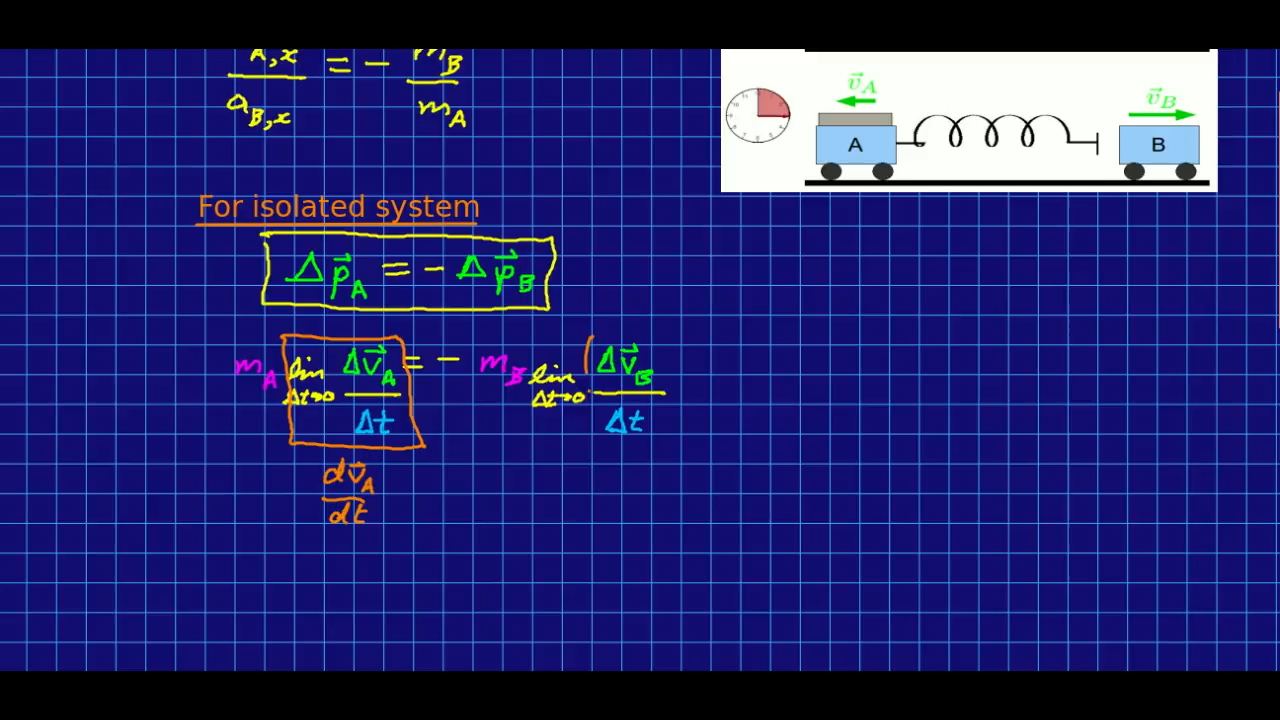 A,x / a_B,x = - m_B / m_A
v⃗_A
v⃗_B
A
B
For isolated system
Δp⃗_A = - Δp⃗_B
m_A lim Δt→0 Δv⃗_A / Δt = - m_B lim Δt→0 (Δv⃗_B / Δt
dv⃗_A / dt